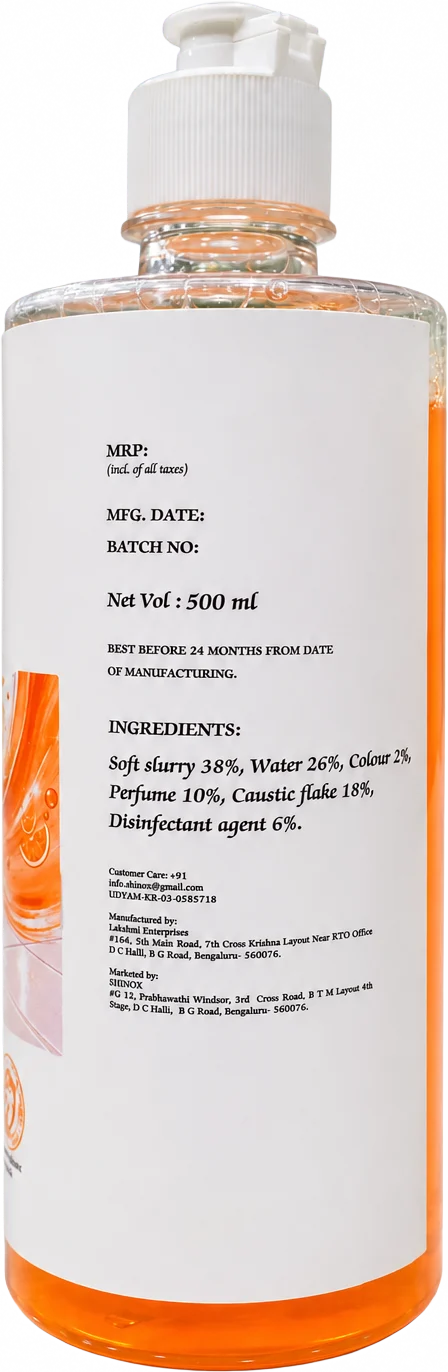 MRP:
(incl. of all taxes)
MFG. DATE:
BATCH NO:
Net Vol : 500 ml
BEST BEFORE 24 MONTHS FROM DATE
OF MANUFACTURING.
INGREDIENTS:
Soft slurry 38%, Water 26%, Colour 2%,
Perfume 10%, Caustic flake 18%,
Disinfectant agent 6%.
Customer Care: +91
info.shinox@gmail.com
UDYAM-KR-03-0585718
Manufactured by:
Lakshmi Enterprises
#164, 5th Main Road, 7th Cross Krishna Layout Near RTO Office
D C Halli, B G Road, Bengaluru- 560076.
Marketed by:
SHINOX
#G 12, Prabhawathi Windsor, 3rd Cross Road, B T M Layout 4th
Stage, D C Halli, B G Road, Bengaluru- 560076.